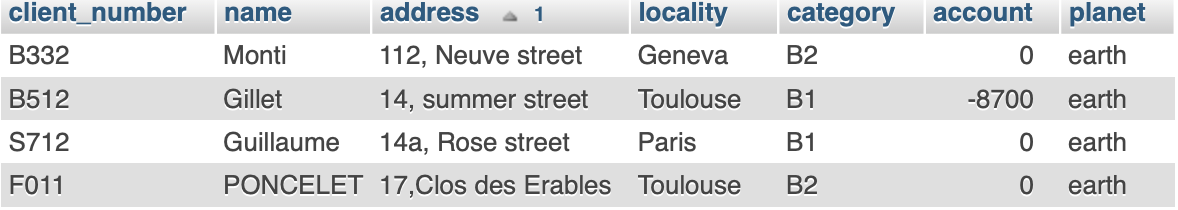 client_number name address 1 locality category account planet
B332 Monti 112, Neuve street Geneva B2 0 earth
B512 Gillet 14, summer street Toulouse B1 -8700 earth
S712 Guillaume 14a, Rose street Paris B1 0 earth
F011 PONCELET 17,Clos des Erables Toulouse B2 0 earth